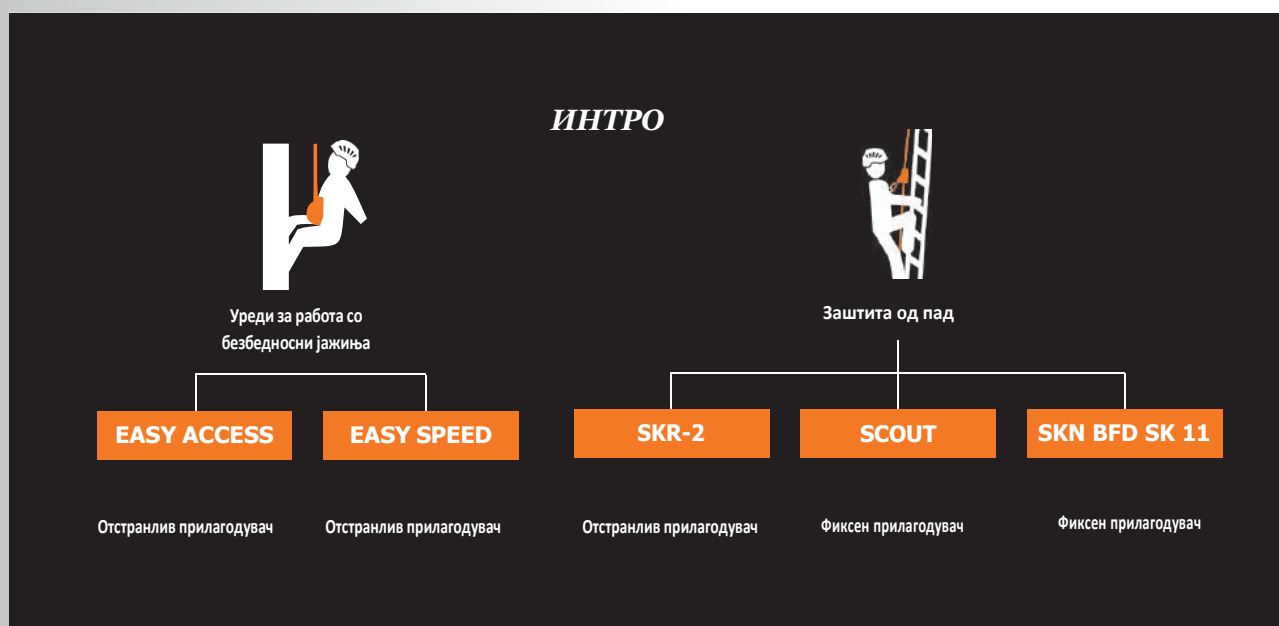 ИНТРО
Уреди за работа со
безбедносни јажиња
EASY ACCESS
EASY SPEED
Отстранлив прилагодувач
Отстранлив прилагодувач
Заштита од пад
SKR-2
SCOUT
SKN BFD SK 11
Отстранлив прилагодувач
Фиксен прилагодувач
Фиксен прилагодувач